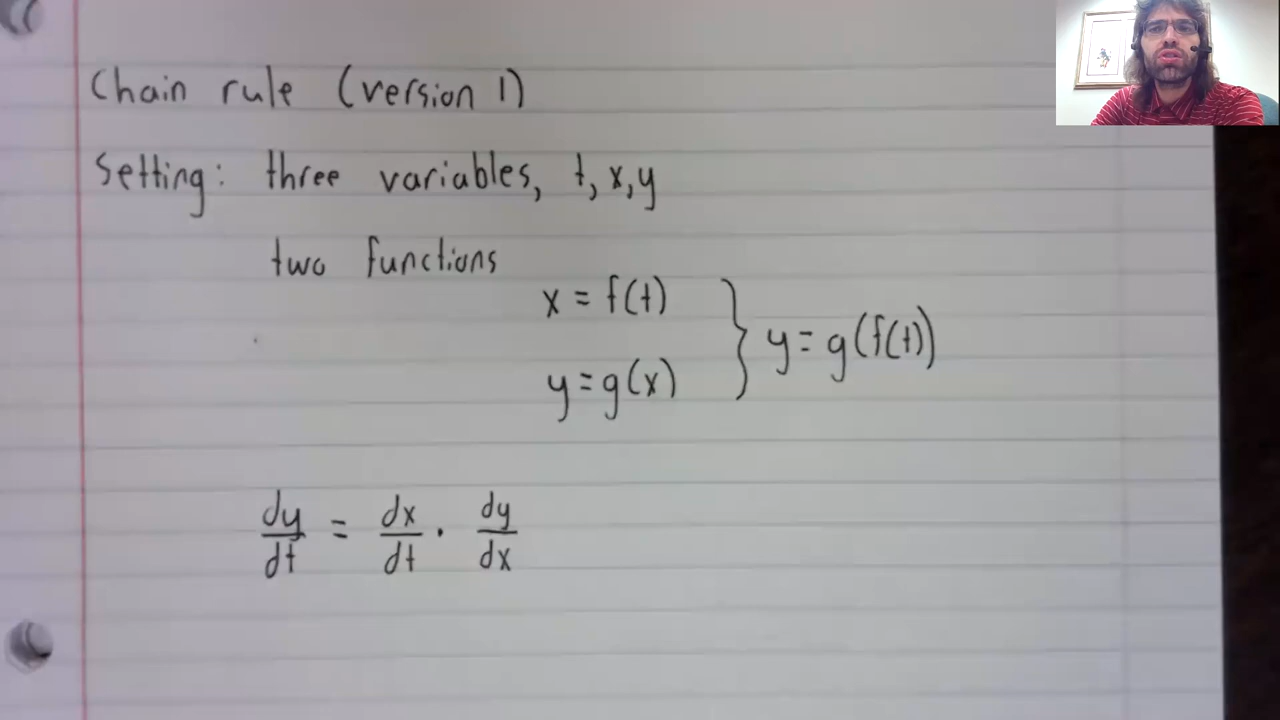 Chain rule (version 1)
Setting: three variables, t, x, y
two functions
x = f(t)
y = g(x)
} y = g(f(t))
dy/dt = dx/dt · dy/dx